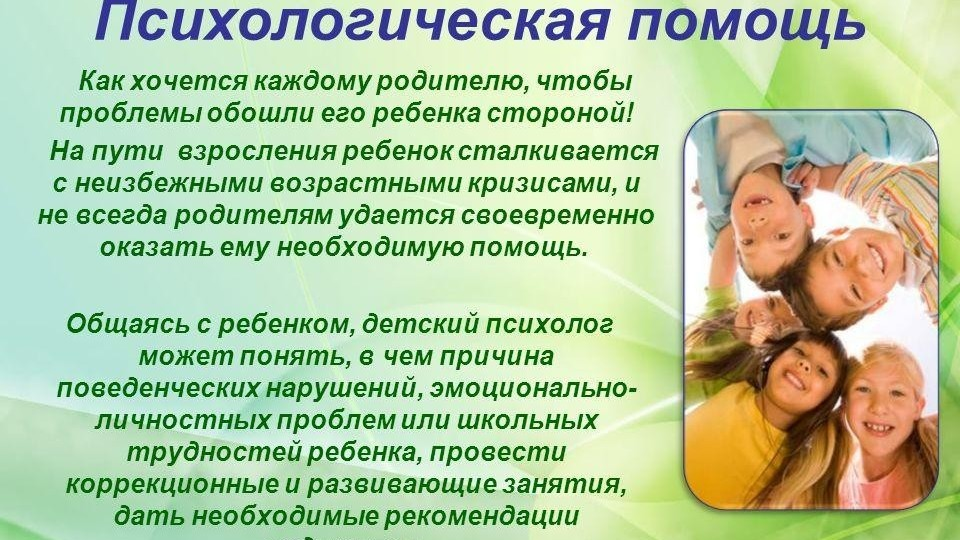 Психологическая помощь
Как хочется каждому родителю, чтобы
проблемы обошли его ребенка стороной!
На пути взросления ребенок сталкивается
с неизбежными возрастными кризисами, и
не всегда родителям удается своевременно
оказать ему необходимую помощь.
Общаясь с ребенком, детский психолог
может понять, в чем причина
поведенческих нарушений, эмоционально-
личностных проблем или школьных
трудностей ребенка, провести
коррекционные и развивающие занятия,
дать необходимые рекомендации